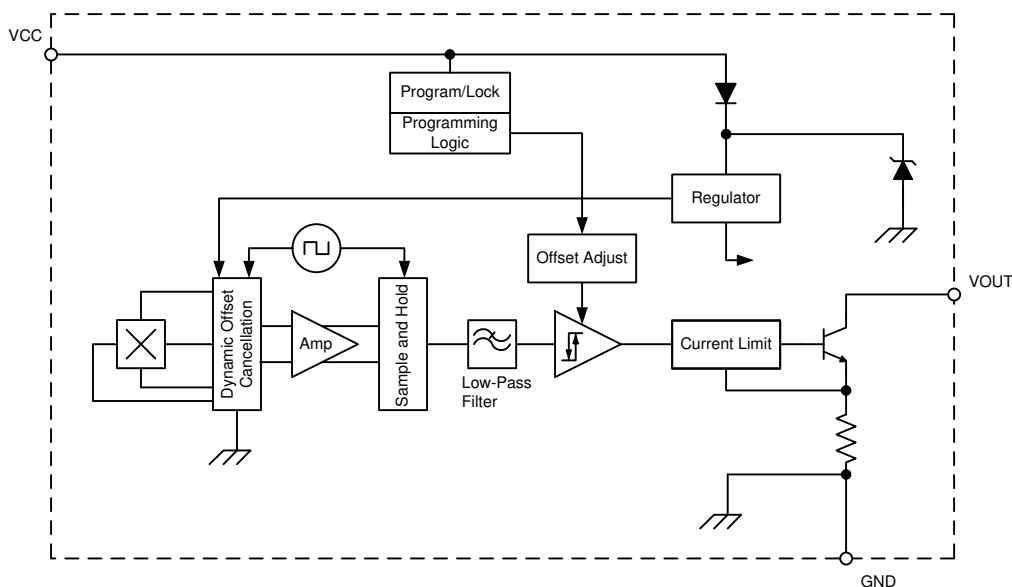 VCC
Program/Lock
Programming
Logic
Regulator
Offset Adjust
VOUT
Dynamic Offset
Cancellation
Amp
Sample and Hold
Low-Pass
Filter
Current Limit
GND